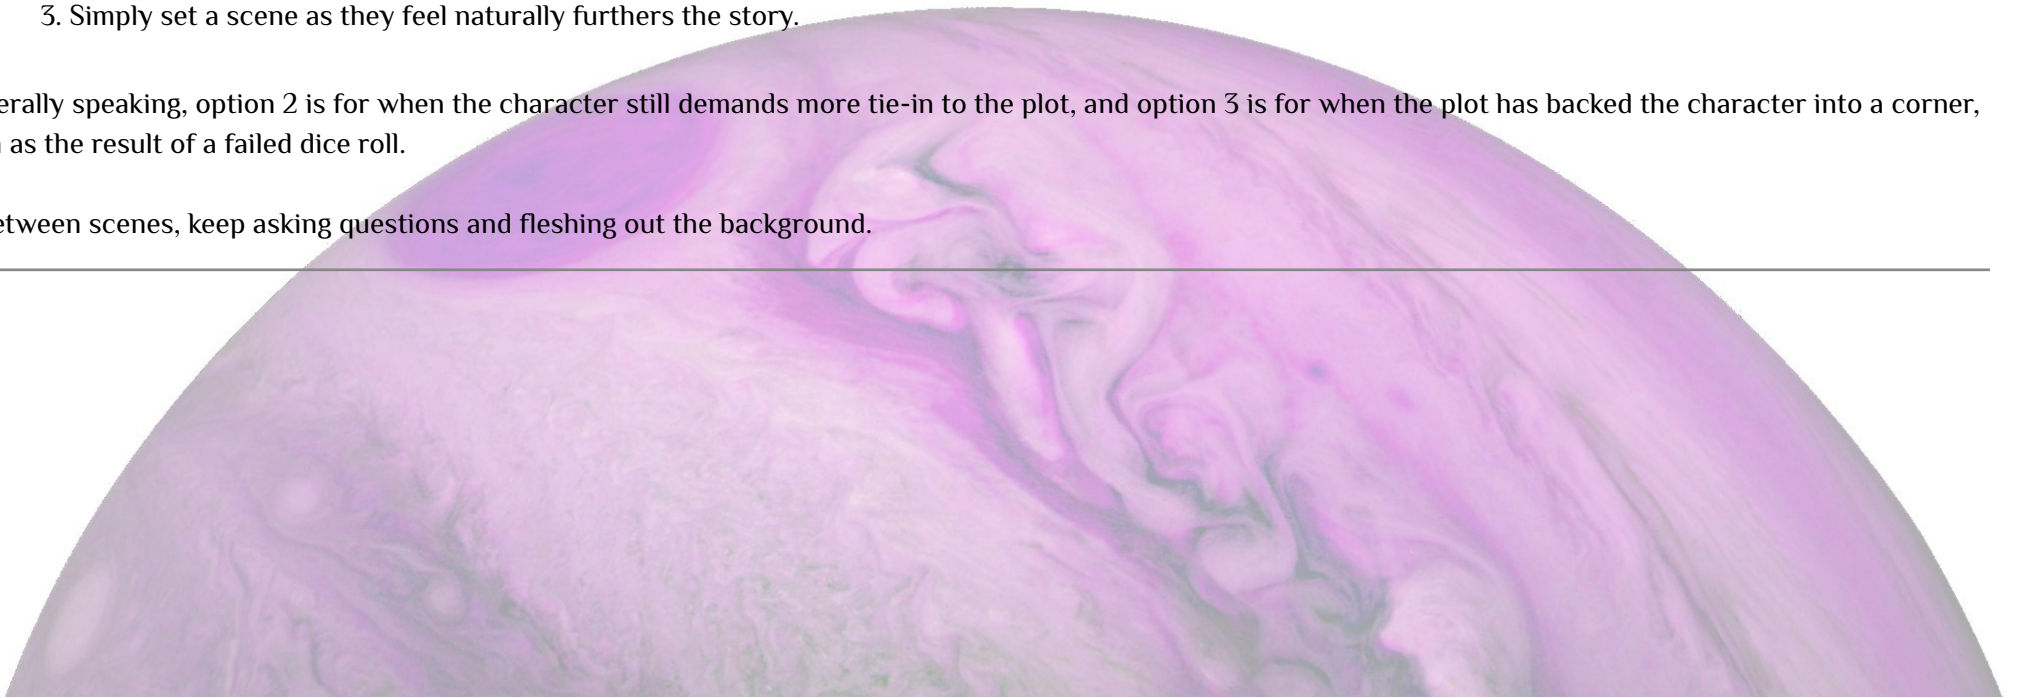 3. Simply set a scene as they feel naturally furthers the story.
erally speaking, option 2 is for when the character still demands more tie-in to the plot, and option 3 is for when the plot has backed the character into a corner,
as the result of a failed dice roll.
etween scenes, keep asking questions and fleshing out the background.